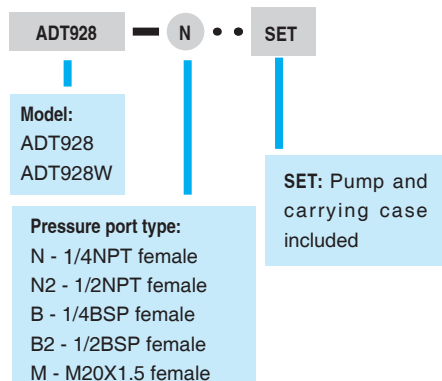 ADT928 — N • • SET
Model:
ADT928
ADT928W
SET: Pump and
carrying case
included
Pressure port type:
N - 1/4NPT female
N2 - 1/2NPT female
B - 1/4BSP female
B2 - 1/2BSP female
M - M20X1.5 female